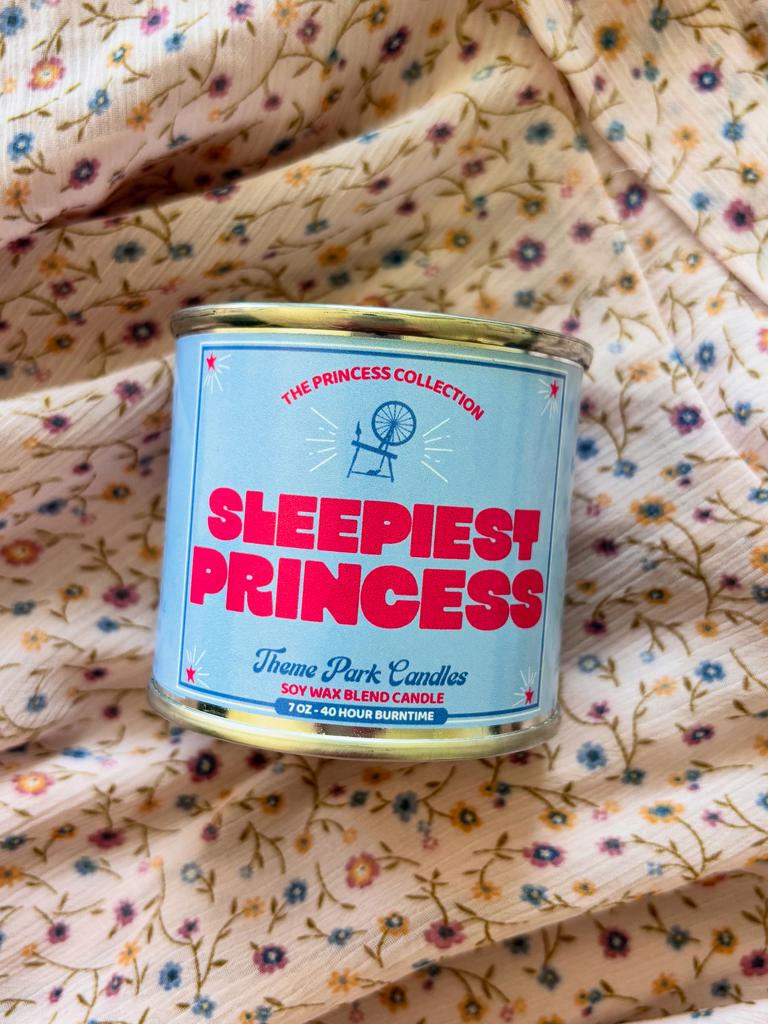 THE PRINCESS COLLECTION
SLEEPIEST
PRINCESS
Theme Park Candles
SOY WAX BLEND CANDLE
7 OZ - 40 HOUR BURNTIME